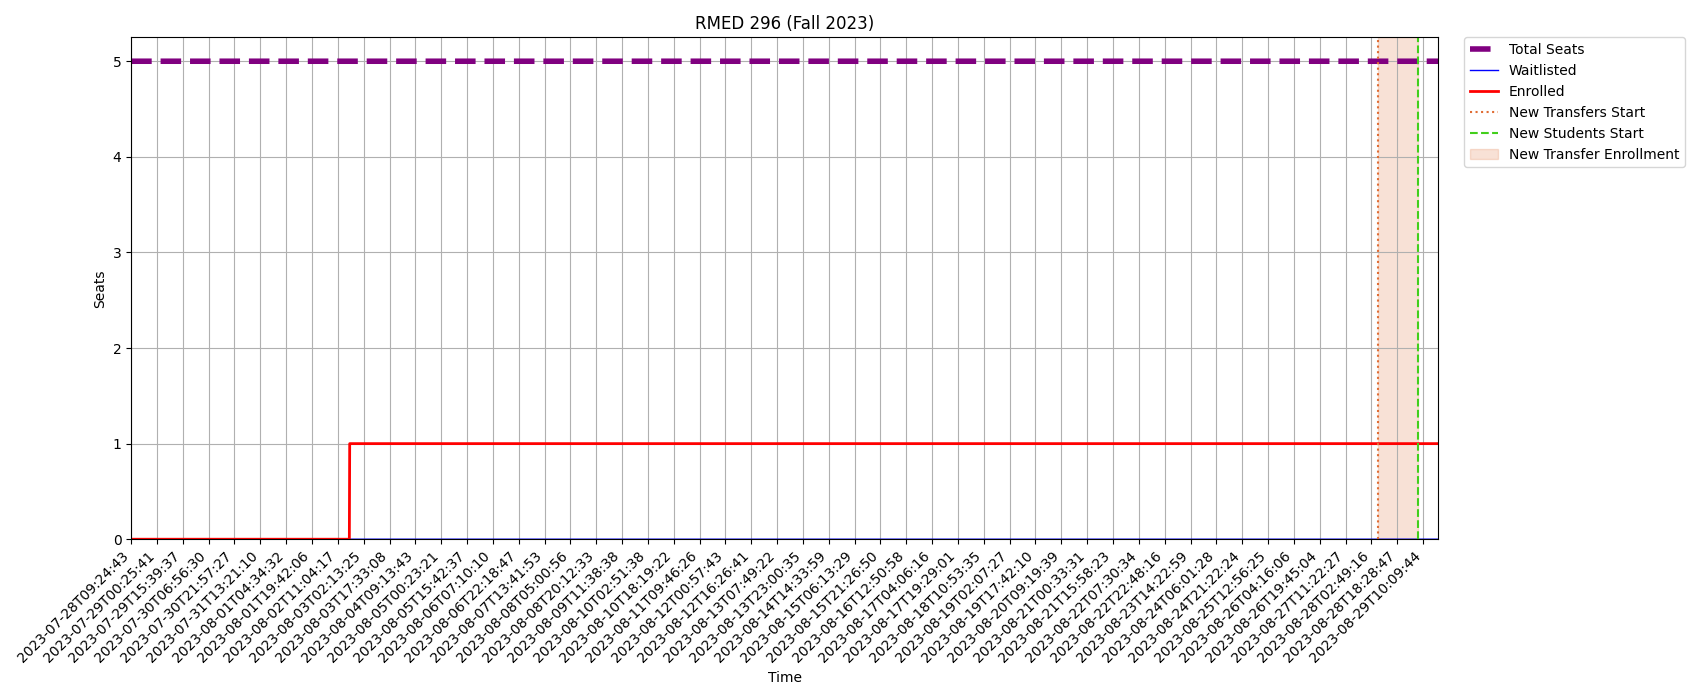 RMED 296 (Fall 2023)
Total Seats
Waitlisted
Enrolled
New Transfers Start
New Students Start
New Transfer Enrollment
Seats
5
4
3
2
1
0
2023-07-28T09:24:43
2023-07-29T00:25:41
2023-07-29T15:39:37
2023-07-30T06:56:30
2023-07-30T21:57:27
2023-07-31T13:21:10
2023-08-01T04:34:32
2023-08-01T19:42:06
2023-08-02T11:04:17
2023-08-03T02:13:25
2023-08-03T17:33:08
2023-08-04T09:13:43
2023-08-05T00:23:21
2023-08-05T15:42:37
2023-08-06T07:10:10
2023-08-06T22:18:47
2023-08-07T13:41:53
2023-08-08T05:00:56
2023-08-08T20:12:33
2023-08-09T11:38:38
2023-08-10T02:51:38
2023-08-10T18:19:22
2023-08-11T09:46:26
2023-08-12T00:57:43
2023-08-12T16:26:41
2023-08-13T07:49:22
2023-08-13T23:00:35
2023-08-14T14:33:59
2023-08-15T06:13:29
2023-08-15T21:26:50
2023-08-16T12:50:58
2023-08-17T04:06:16
2023-08-17T19:29:01
2023-08-18T10:53:35
2023-08-19T02:07:27
2023-08-19T17:42:10
2023-08-20T09:19:39
2023-08-21T00:33:31
2023-08-21T15:58:23
2023-08-22T07:30:34
2023-08-22T22:48:16
2023-08-23T14:22:59
2023-08-24T06:01:28
2023-08-24T21:22:24
2023-08-25T12:56:25
2023-08-26T04:16:06
2023-08-26T19:45:04
2023-08-27T11:22:27
2023-08-28T02:49:16
2023-08-28T18:28:47
2023-08-29T10:09:44
Time